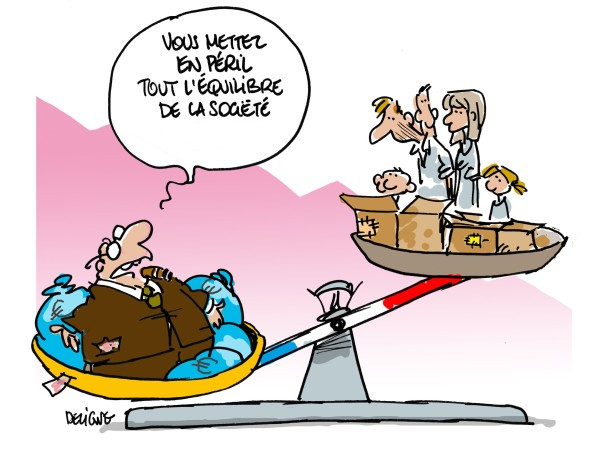 VOUS METTEZ
EN PÉRIL
TOUT L'ÉQUILIBRE
DE LA SOCIÉTÉ
€
€
DELIGNE